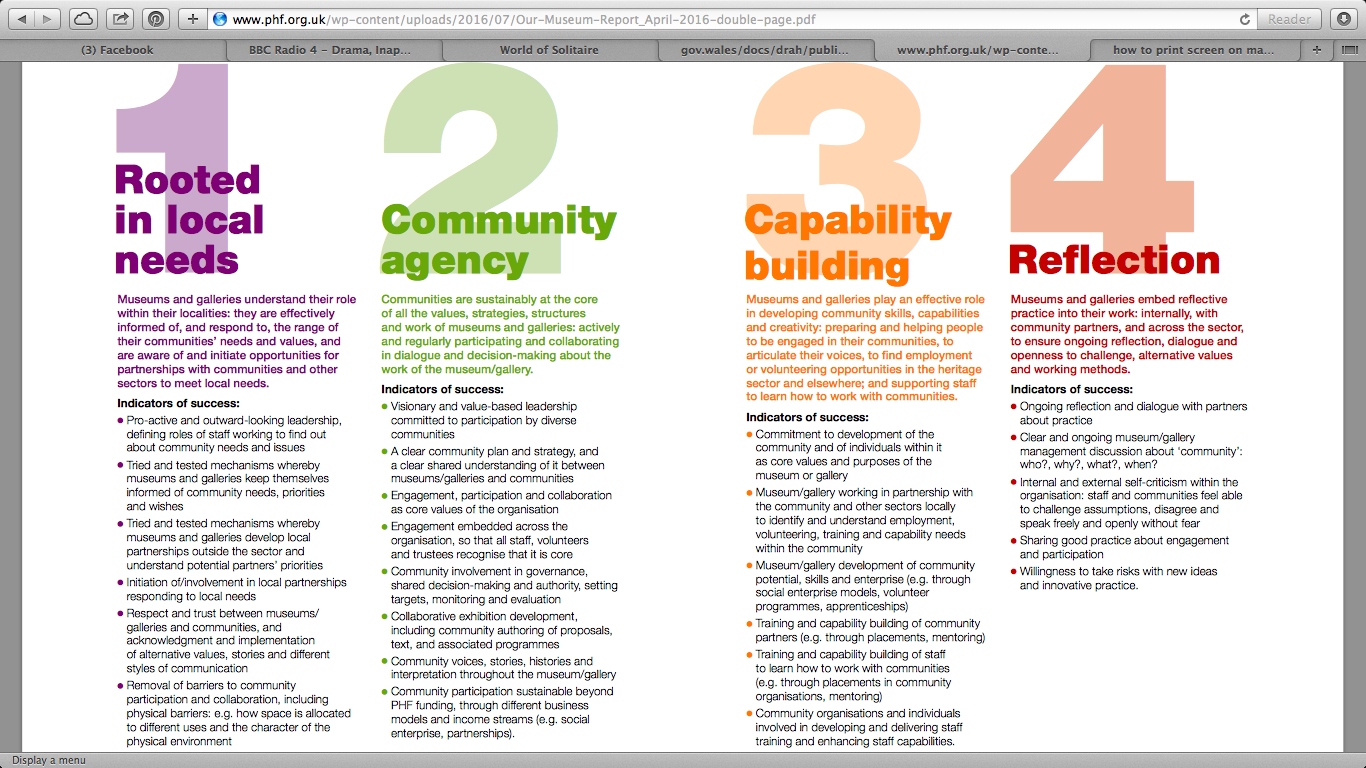 www.phf.org.uk/wp-content/uploads/2016/07/Our-Museum-Report_April-2016-double-page.pdf
Reader
(3) Facebook
BBC Radio 4 – Drama, Inap...
World of Solitaire
gov.wales/docs/drah/publi...
www.phf.org.uk/wp-conte...
how to print screen on ma...
1
Rooted
in local
needs
Museums and galleries understand their role
within their localities: they are effectively
informed of, and respond to, the range of
their communities' needs and values, and
are aware of and initiate opportunities for
partnerships with communities and other
sectors to meet local needs.
Indicators of success:
• Pro-active and outward-looking leadership,
defining roles of staff working to find out
about community needs and issues
• Tried and tested mechanisms whereby
museums and galleries keep themselves
informed of community needs, priorities
and wishes
• Tried and tested mechanisms whereby
museums and galleries develop local
partnerships outside the sector and
understand potential partners' priorities
• Initiation of/involvement in local partnerships
responding to local needs
• Respect and trust between museums/
galleries and communities, and
acknowledgment and implementation
of alternative values, stories and different
styles of communication
• Removal of barriers to community
participation and collaboration, including
physical barriers: e.g. how space is allocated
to different uses and the character of the
physical environment
2
Community
agency
Communities are sustainably at the core
of all the values, strategies, structures
and work of museums and galleries: actively
and regularly participating and collaborating
in dialogue and decision-making about the
work of the museum/gallery.
Indicators of success:
• Visionary and value-based leadership
committed to participation by diverse
communities
• A clear community plan and strategy, and
a clear shared understanding of it between
museums/galleries and communities
• Engagement, participation and collaboration
as core values of the organisation
• Engagement embedded across the
organisation, so that all staff, volunteers
and trustees recognise that it is core
• Community involvement in governance,
shared decision-making and authority, setting
targets, monitoring and evaluation
• Collaborative exhibition development,
including community authoring of proposals,
text, and associated programmes
• Community voices, stories, histories and
interpretation throughout the museum/gallery
• Community participation sustainable beyond
PHF funding, through different business
models and income streams (e.g. social
enterprise, partnerships).
3
Capability
building
Museums and galleries play an effective role
in developing community skills, capabilities
and creativity: preparing and helping people
to be engaged in their communities, to
articulate their voices, to find employment
or volunteering opportunities in the heritage
sector and elsewhere; and supporting staff
to learn how to work with communities.
Indicators of success:
• Commitment to development of the
community and of individuals within it
as core values and purposes of the
museum or gallery
• Museum/gallery working in partnership with
the community and other sectors locally
to identify and understand employment,
volunteering, training and capability needs
within the community
• Museum/gallery development of community
potential, skills and enterprise (e.g. through
social enterprise models, volunteer
programmes, apprenticeships)
• Training and capability building of community
partners (e.g. through placements, mentoring)
• Training and capability building of staff
to learn how to work with communities
(e.g. through placements in community
organisations, mentoring)
• Community organisations and individuals
involved in developing and delivering staff
training and enhancing staff capabilities.
4
Reflection
Museums and galleries embed reflective
practice into their work: internally, with
community partners, and across the sector,
to ensure ongoing reflection, dialogue and
openness to challenge, alternative values
and working methods.
Indicators of success:
• Ongoing reflection and dialogue with partners
about practice
• Clear and ongoing museum/gallery
management discussion about 'community':
who?, why?, what?, when?
• Internal and external self-criticism within the
organisation: staff and communities feel able
to challenge assumptions, disagree and
speak freely and openly without fear
• Sharing good practice about engagement
and participation
• Willingness to take risks with new ideas
and innovative practice.
Display a menu